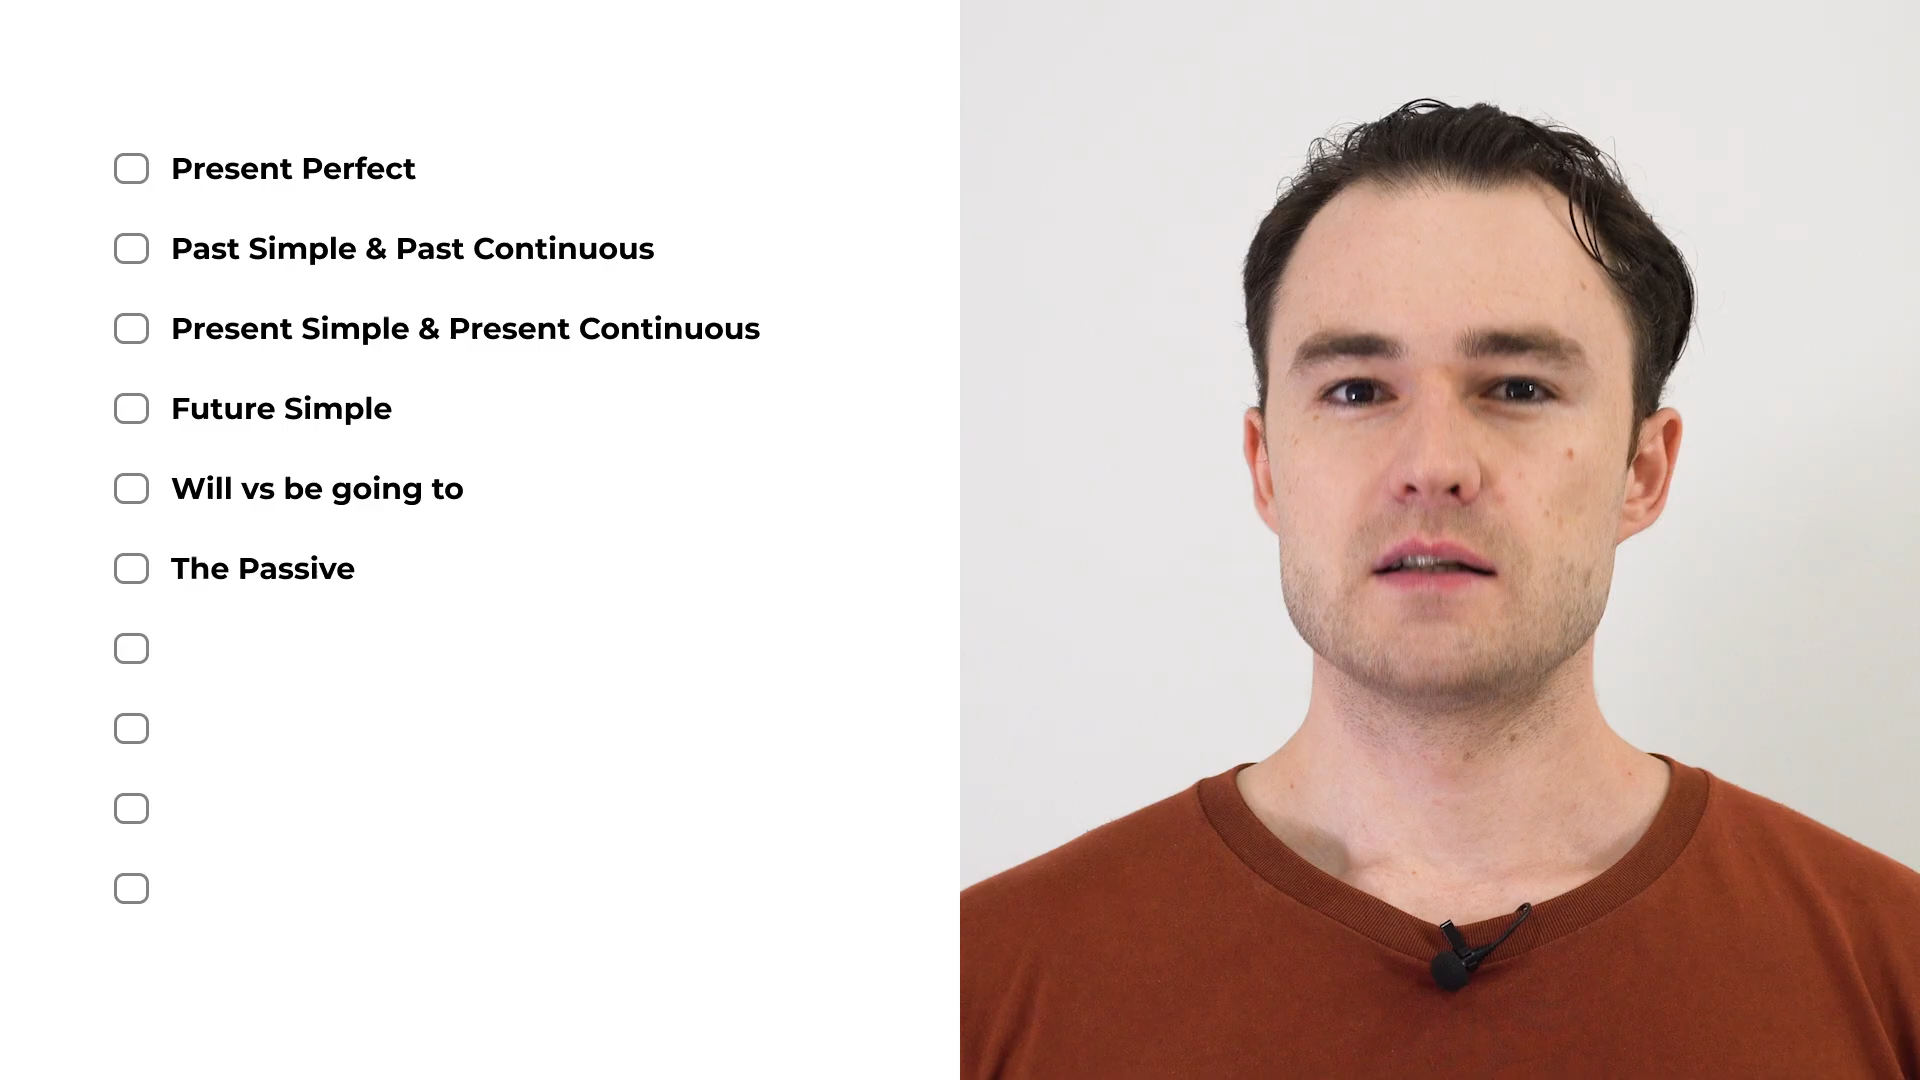 Present Perfect
Past Simple & Past Continuous
Present Simple & Present Continuous
Future Simple
Will vs be going to
The Passive